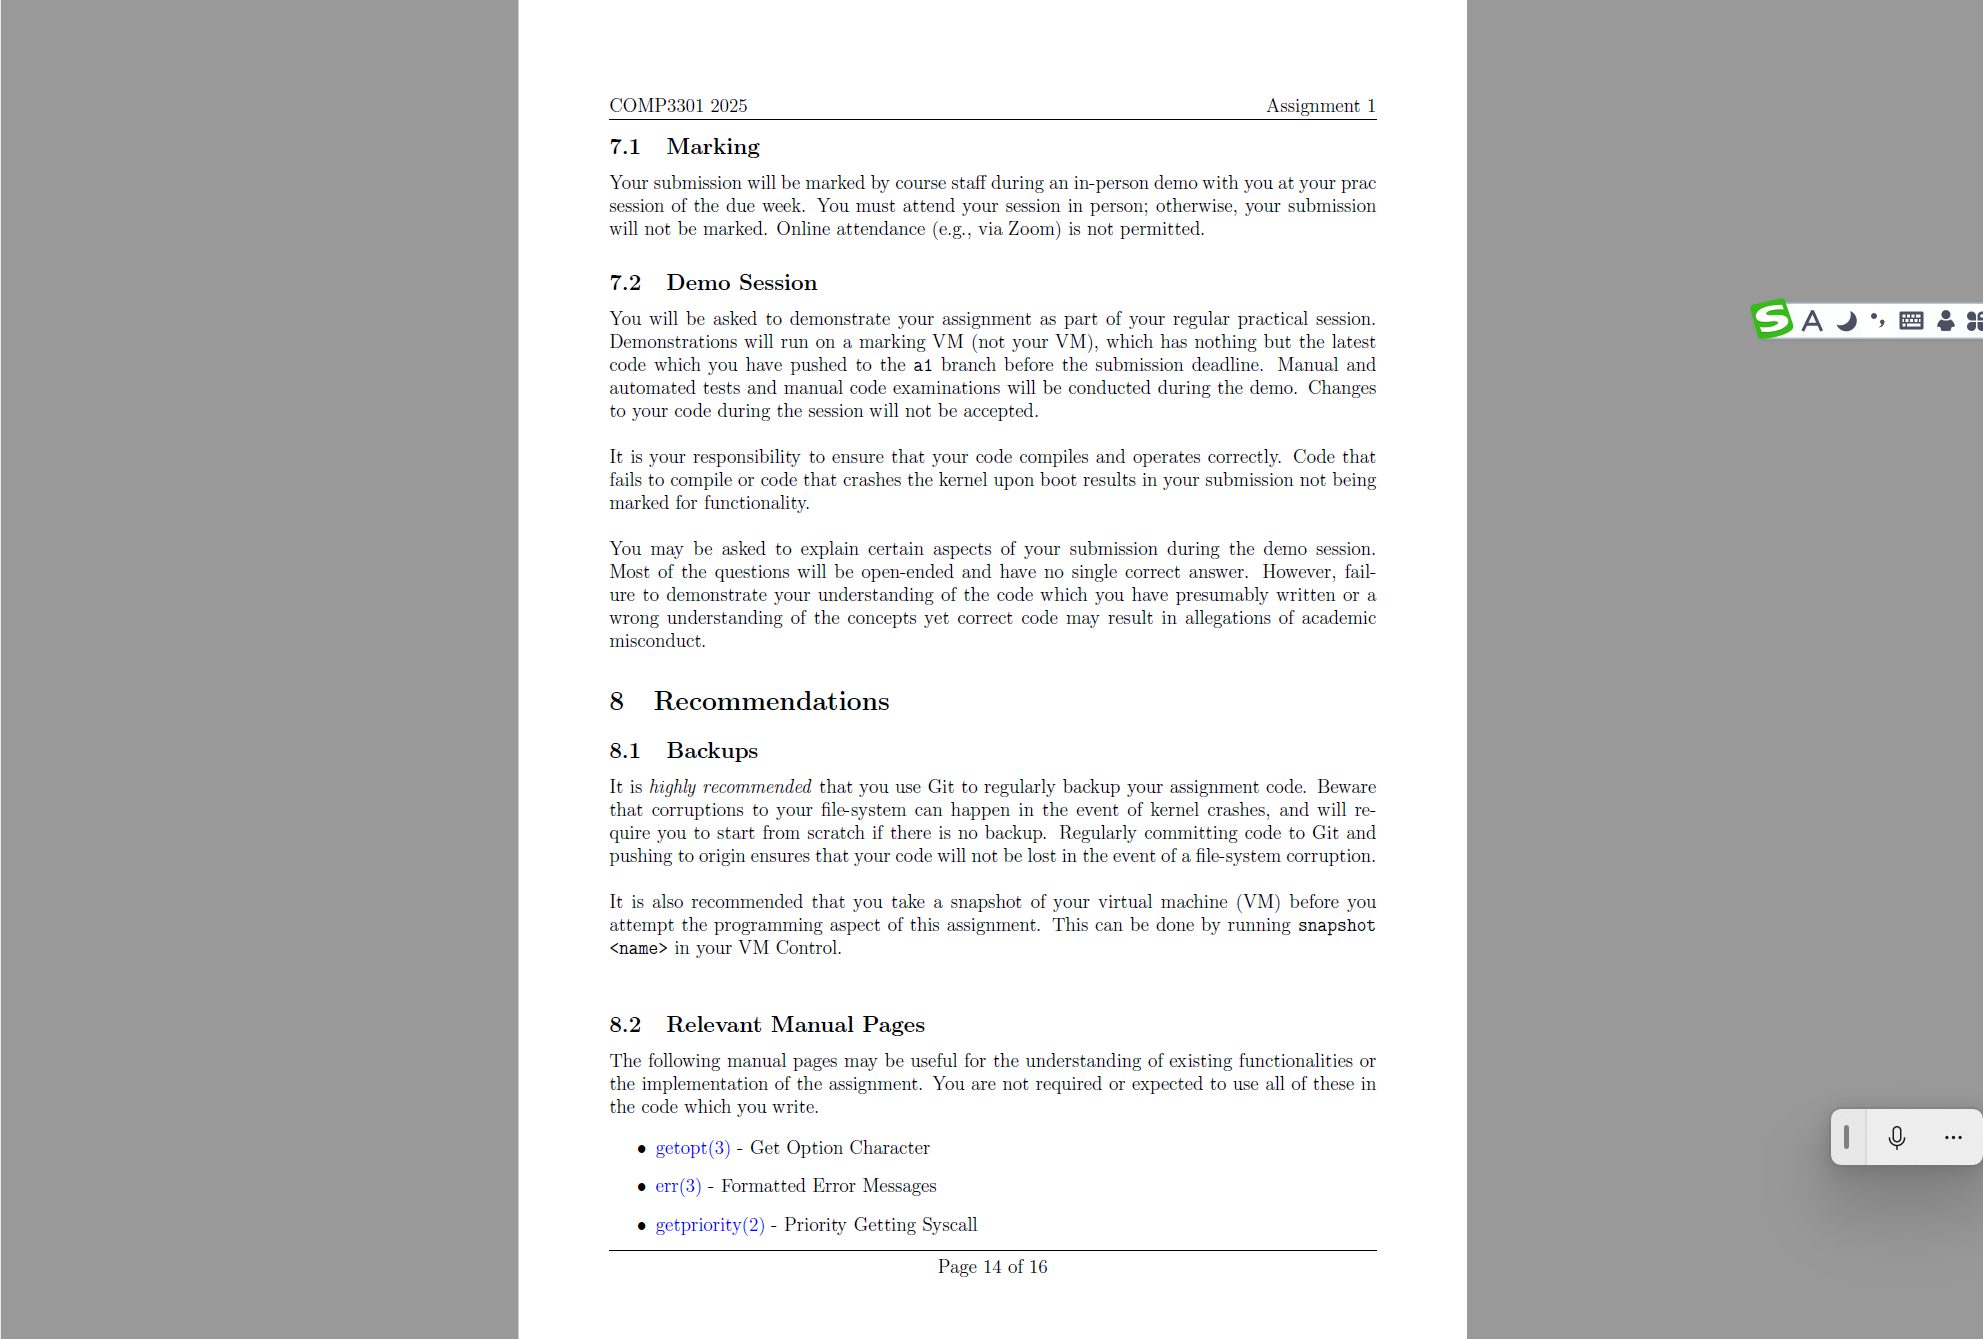 COMP3301 2025 Assignment 1
7.1 Marking
Your submission will be marked by course staff during an in-person demo with you at your prac
session of the due week. You must attend your session in person; otherwise, your submission
will not be marked. Online attendance (e.g., via Zoom) is not permitted.
7.2 Demo Session
You will be asked to demonstrate your assignment as part of your regular practical session.
Demonstrations will run on a marking VM (not your VM), which has nothing but the latest
code which you have pushed to the a1 branch before the submission deadline. Manual and
automated tests and manual code examinations will be conducted during the demo. Changes
to your code during the session will not be accepted.
It is your responsibility to ensure that your code compiles and operates correctly. Code that
fails to compile or code that crashes the kernel upon boot results in your submission not being
marked for functionality.
You may be asked to explain certain aspects of your submission during the demo session.
Most of the questions will be open-ended and have no single correct answer. However, fail-
ure to demonstrate your understanding of the code which you have presumably written or a
wrong understanding of the concepts yet correct code may result in allegations of academic
misconduct.
8 Recommendations
8.1 Backups
It is highly recommended that you use Git to regularly backup your assignment code. Beware
that corruptions to your file-system can happen in the event of kernel crashes, and will re-
quire you to start from scratch if there is no backup. Regularly committing code to Git and
pushing to origin ensures that your code will not be lost in the event of a file-system corruption.
It is also recommended that you take a snapshot of your virtual machine (VM) before you
attempt the programming aspect of this assignment. This can be done by running snapshot
<name> in your VM Control.
8.2 Relevant Manual Pages
The following manual pages may be useful for the understanding of existing functionalities or
the implementation of the assignment. You are not required or expected to use all of these in
the code which you write.
• getopt(3) - Get Option Character
• err(3) - Formatted Error Messages
• getpriority(2) - Priority Getting Syscall
Page 14 of 16
S A